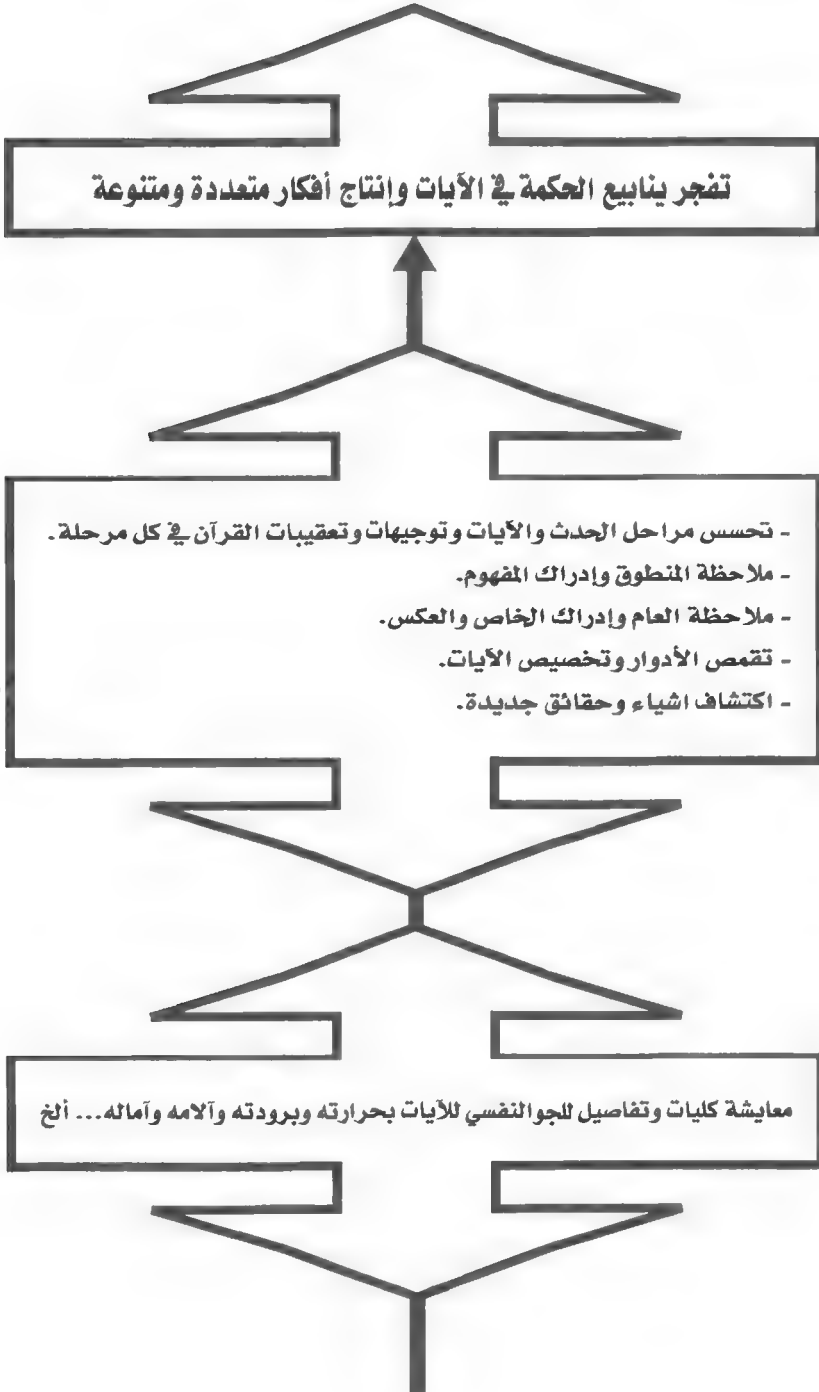 تفجر ينابيع الحكمة في الآيات وإنتاج أفكار متعددة ومتنوعة
- تحسس مراحل الحدث والآيات وتوجيهات وتعقيبات القرآن في كل مرحلة.
- ملاحظة المنطوق وإدراك المفهوم.
- ملاحظة العام وإدراك الخاص والعكس.
- تقمص الأدوار وتخصيص الآيات.
- اكتشاف اشياء وحقائق جديدة.
معايشة كليات وتفاصيل للجو النفسي للآيات بحرارته وبرودته وآلامه وآماله... ألخ